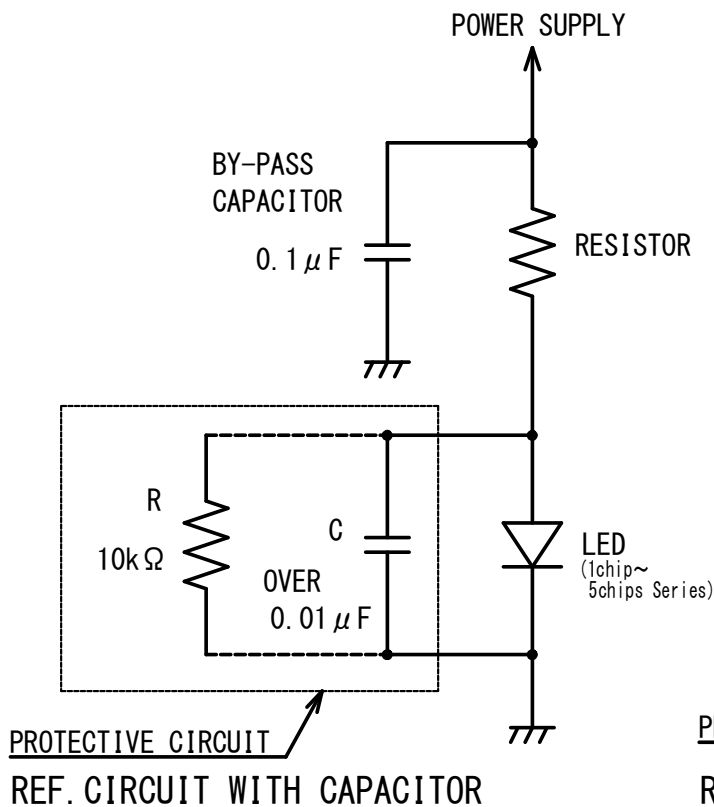 POWER SUPPLY
BY-PASS
CAPACITOR
0.1μF
RESISTOR
R
10kΩ
C
OVER
0.01μF
LED
(1chip~
5chips Series)
PROTECTIVE CIRCUIT
REF. CIRCUIT WITH CAPACITOR
P
R